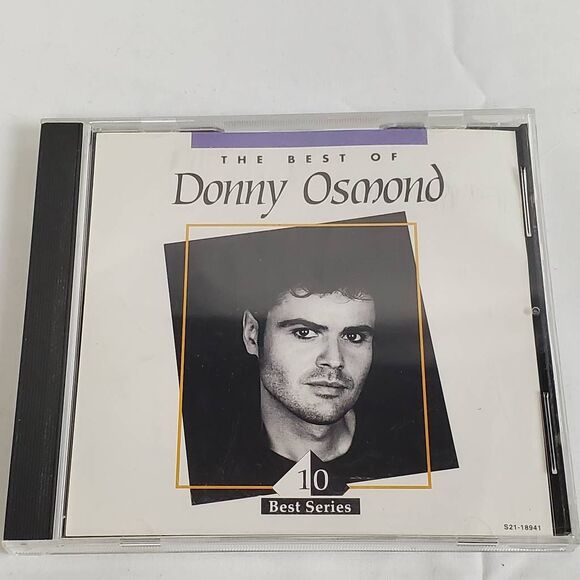 THE BEST OF
Donny Osmond
10
Best Series
S21-18941